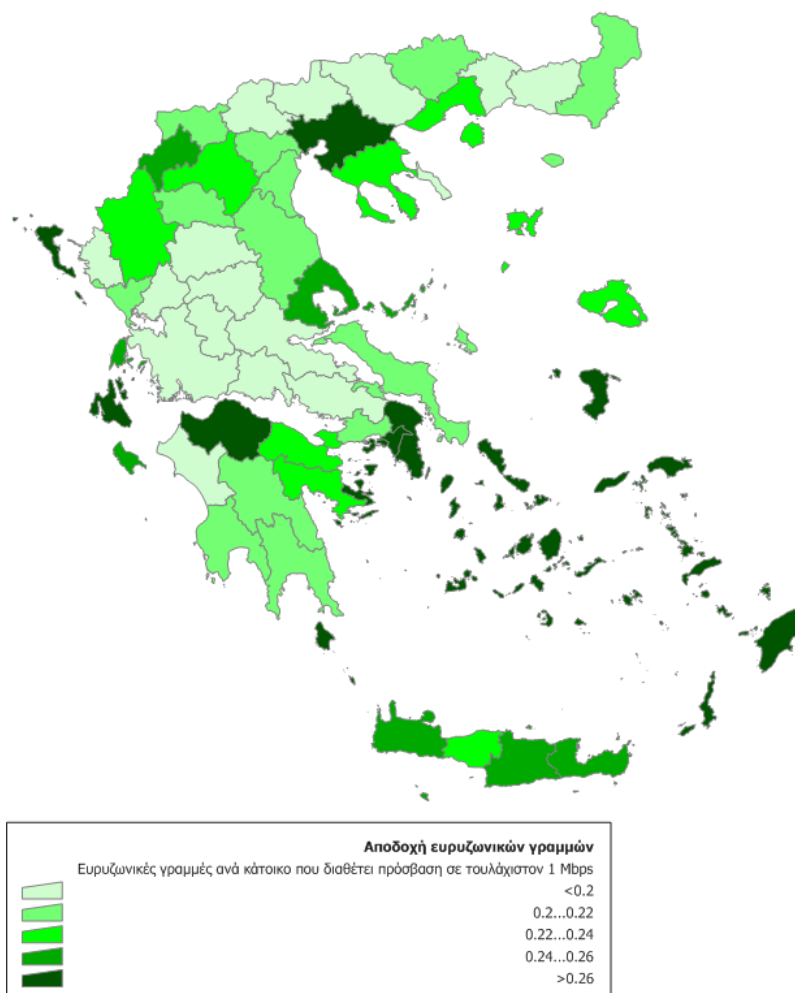 Αποδοχή ευρυζωνικών γραμμών
Ευρυζωνικές γραμμές ανά κάτοικο που διαθέτει πρόσβαση σε τουλάχιστον 1 Mbps
<0.2
0.2...0.22
0.22...0.24
0.24...0.26
>0.26